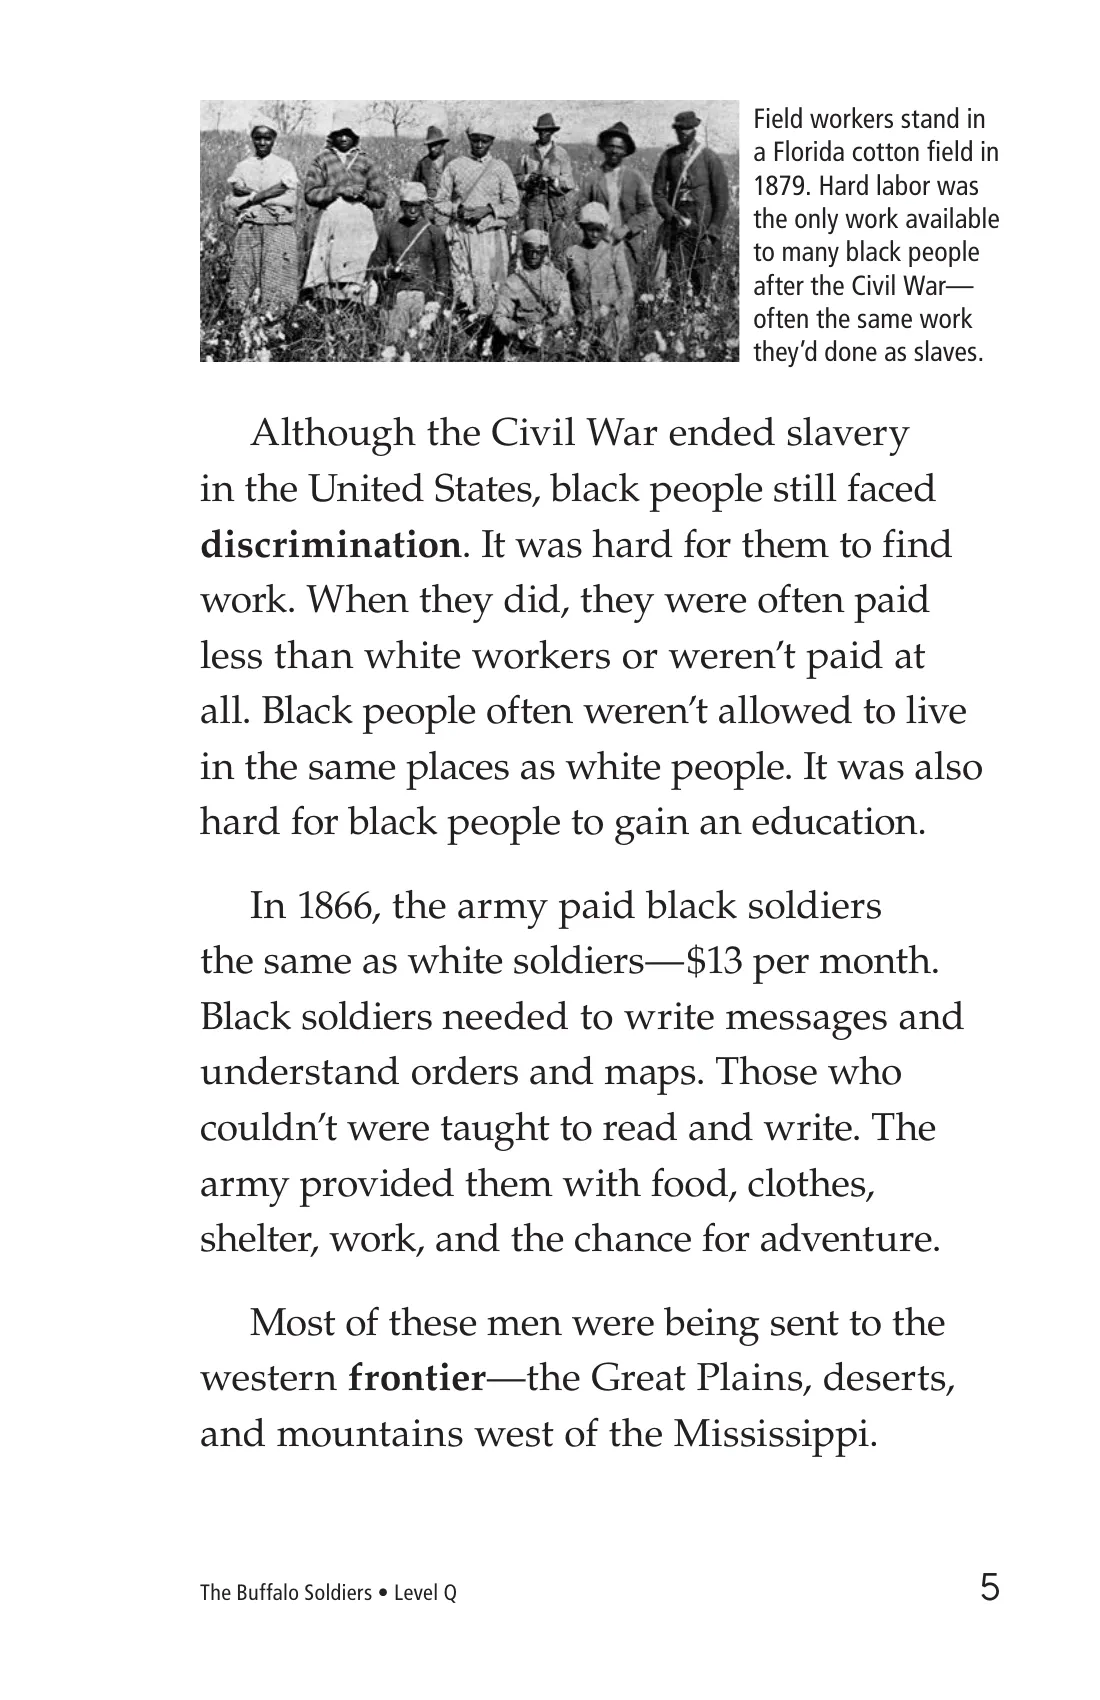 Field workers stand in
a Florida cotton field in
1879. Hard labor was
the only work available
to many black people
after the Civil War—
often the same work
they’d done as slaves.
Although the Civil War ended slavery
in the United States, black people still faced
discrimination. It was hard for them to find
work. When they did, they were often paid
less than white workers or weren’t paid at
all. Black people often weren’t allowed to live
in the same places as white people. It was also
hard for black people to gain an education.
In 1866, the army paid black soldiers
the same as white soldiers—$13 per month.
Black soldiers needed to write messages and
understand orders and maps. Those who
couldn’t were taught to read and write. The
army provided them with food, clothes,
shelter, work, and the chance for adventure.
Most of these men were being sent to the
western frontier—the Great Plains, deserts,
and mountains west of the Mississippi.
The Buffalo Soldiers • Level Q
5